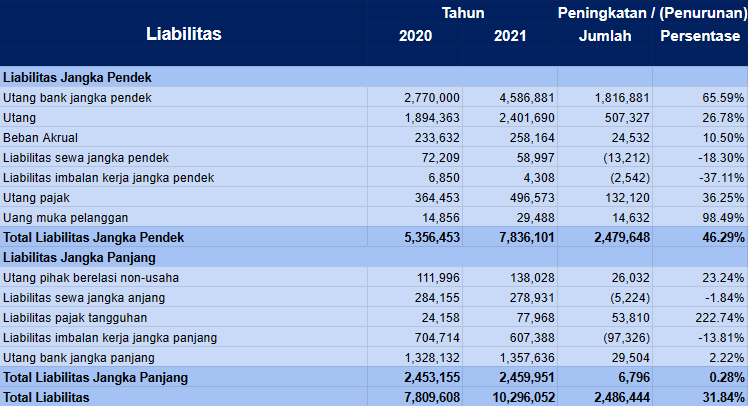 Liabilitas Tahun Peningkatan / (Penurunan)
2020 2021 Jumlah Persentase
Liabilitas Jangka Pendek
Utang bank jangka pendek 2,770,000 4,586,881 1,816,881 65.59%
Utang 1,894,363 2,401,690 507,327 26.78%
Beban Akrual 233,632 258,164 24,532 10.50%
Liabilitas sewa jangka pendek 72,209 58,997 (13,212) -18.30%
Liabilitas imbalan kerja jangka pendek 6,850 4,308 (2,542) -37.11%
Utang pajak 364,453 496,573 132,120 36.25%
Uang muka pelanggan 14,856 29,488 14,632 98.49%
Total Liabilitas Jangka Pendek 5,356,453 7,836,101 2,479,648 46.29%
Liabilitas Jangka Panjang
Utang pihak berelasi non-usaha 111,996 138,028 26,032 23.24%
Liabilitas sewa jangka anjang 284,155 278,931 (5,224) -1.84%
Liabilitas pajak tangguhan 24,158 77,968 53,810 222.74%
Liabilitas imbalan kerja jangka panjang 704,714 607,388 (97,326) -13.81%
Utang bank jangka panjang 1,328,132 1,357,636 29,504 2.22%
Total Liabilitas Jangka Panjang 2,453,155 2,459,951 6,796 0.28%
Total Liabilitas 7,809,608 10,296,052 2,486,444 31.84%